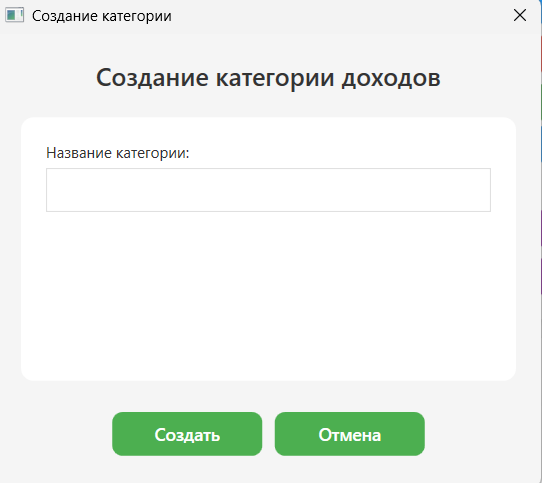 Создание категории
Создание категории доходов
Название категории:
Создать
Отмена